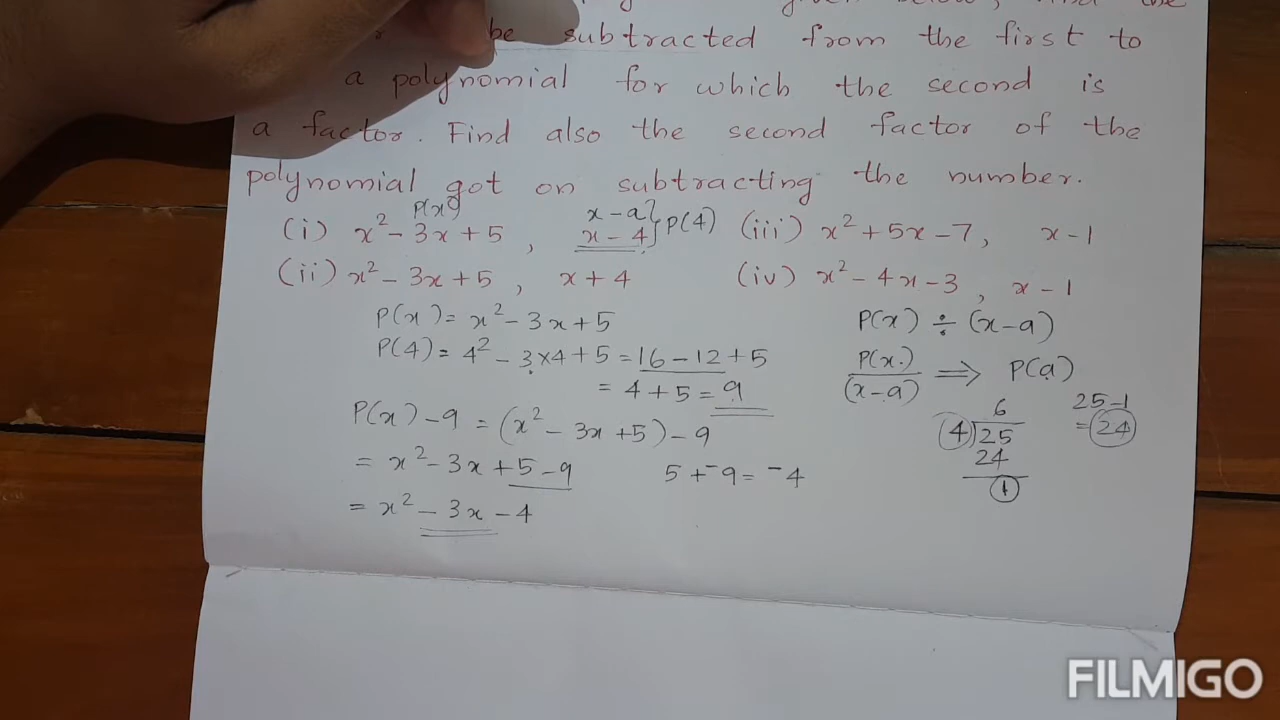 be subtracted from the first to
a polynomial for which the second is
a factor. Find also the second factor of the
polynomial got on subtracting the number.
P(x)
(i) x² - 3x + 5 , x - 4
x - a } P(4)
(iii) x² + 5x - 7, x - 1
(ii) x² - 3x + 5 , x + 4
(iv) x² - 4x - 3 , x - 1
P(x) = x² - 3x + 5
P(4) = 4² - 3×4 + 5 = 16 - 12 + 5
= 4 + 5 = 9
P(x) - 9 = (x² - 3x + 5) - 9
= x² - 3x + 5 - 9
5 + -9 = -4
= x² - 3x - 4
P(x) ÷ (x - a)
P(x)/(x - a) ⟹ P(a)
6
4)25
24
1
25 - 1
= 24
FILMIGO